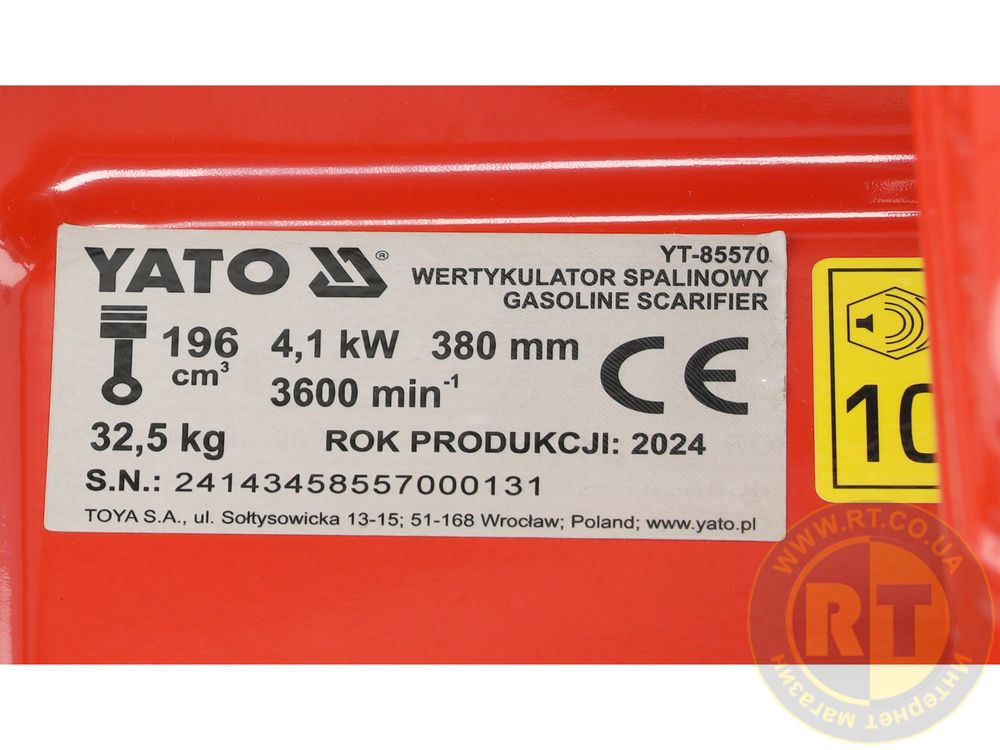 YATO ®
YT-85570
WERTYKULATOR SPALINOWY
GASOLINE SCARIFIER
196 cm³ 4,1 kW 380 mm
3600 min⁻¹
CE
32,5 kg ROK PRODUKCJI: 2024
S.N.: 24143458557000131
TOYA S.A., ul. Sołtysowicka 13-15; 51-168 Wrocław; Poland; www.yato.pl
10
WWW.RT.CO.UA
RT
Интернет магазин